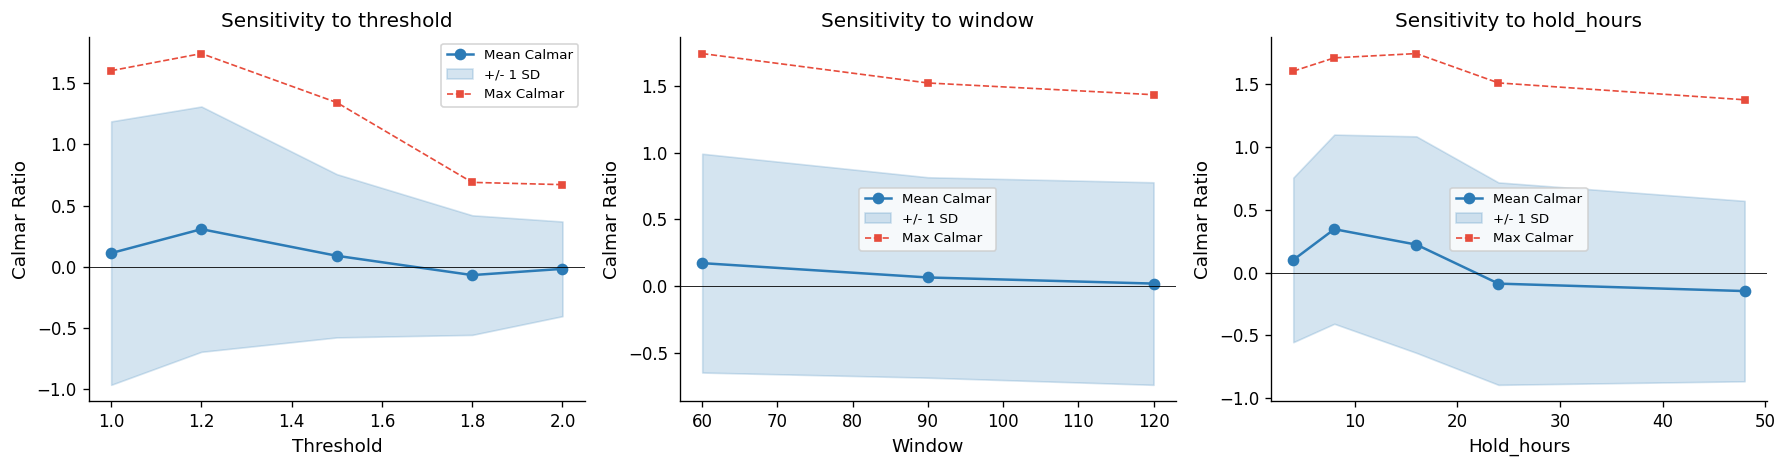 Sensitivity to threshold
Calmar Ratio
1.5
1.0
0.5
0.0
−0.5
−1.0
Mean Calmar
+/- 1 SD
Max Calmar
1.0 1.2 1.4 1.6 1.8 2.0
Threshold
Sensitivity to window
Calmar Ratio
1.5
1.0
0.5
0.0
−0.5
Mean Calmar
+/- 1 SD
Max Calmar
60 70 80 90 100 110 120
Window
Sensitivity to hold_hours
Calmar Ratio
1.5
1.0
0.5
0.0
−0.5
−1.0
Mean Calmar
+/- 1 SD
Max Calmar
10 20 30 40 50
Hold_hours